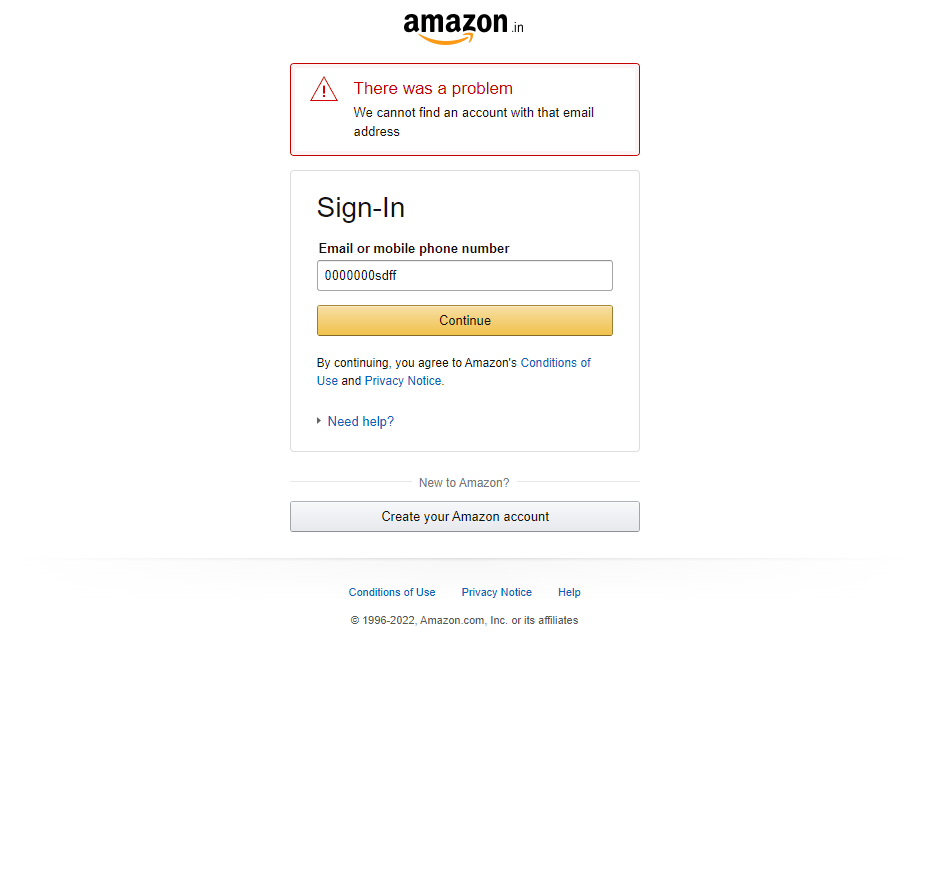 amazon.in
There was a problem
We cannot find an account with that email
address
Sign-In
Email or mobile phone number
0000000sdff
Continue
By continuing, you agree to Amazon's Conditions of
Use and Privacy Notice.
Need help?
New to Amazon?
Create your Amazon account
Conditions of Use Privacy Notice Help
© 1996-2022, Amazon.com, Inc. or its affiliates